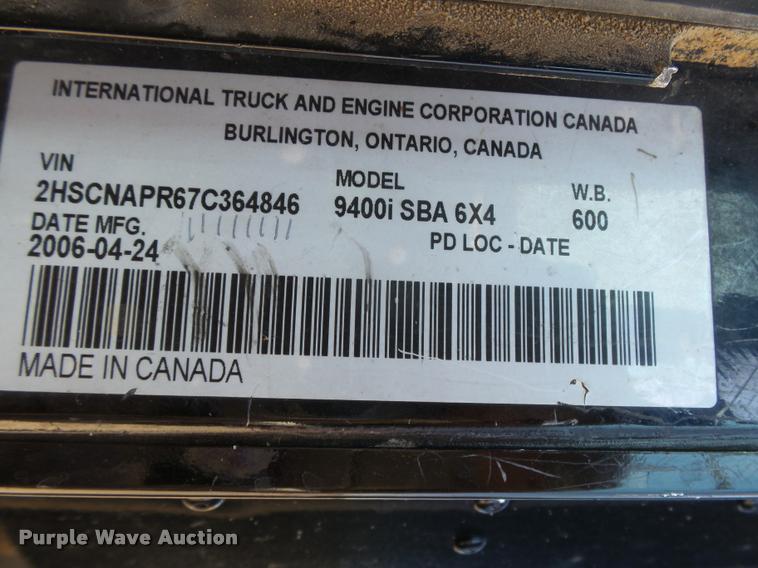 INTERNATIONAL TRUCK AND ENGINE CORPORATION CANADA
BURLINGTON, ONTARIO, CANADA
VIN MODEL W.B.
2HSCNAPR67C364846 9400i SBA 6X4 600
DATE MFG. PD LOC - DATE
2006-04-24
MADE IN CANADA
Purple Wave Auction